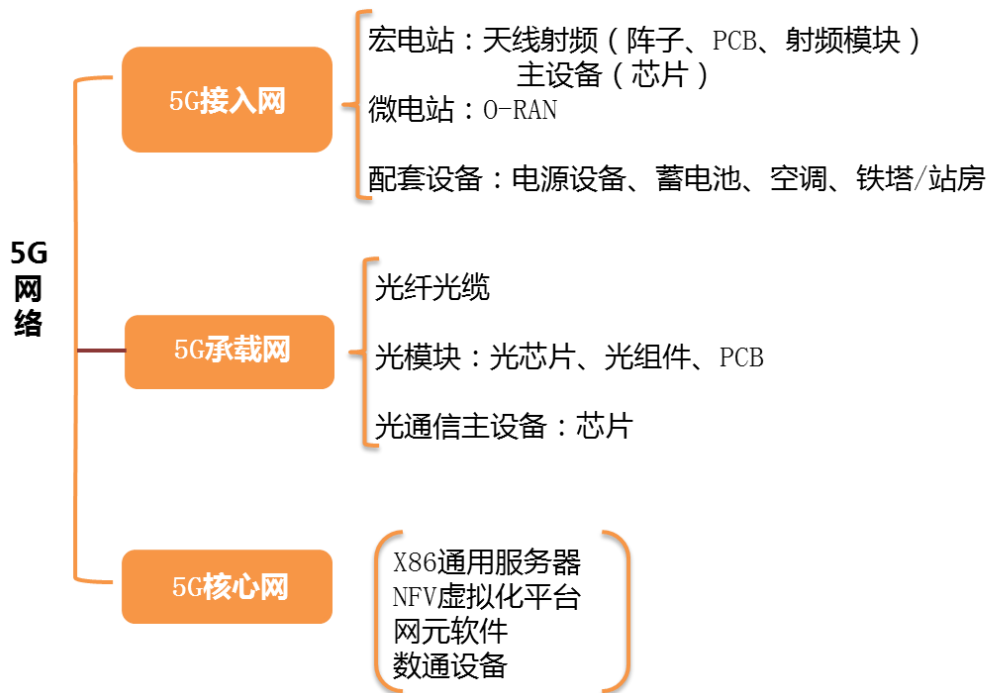 5G
网
络
5G接入网
宏电站：天线射频（阵子、PCB、射频模块）
主设备（芯片）
微电站：O-RAN
配套设备：电源设备、蓄电池、空调、铁塔/站房
5G承载网
光纤光缆
光模块：光芯片、光组件、PCB
光通信主设备：芯片
5G核心网
X86通用服务器
NFV虚拟化平台
网元软件
数通设备